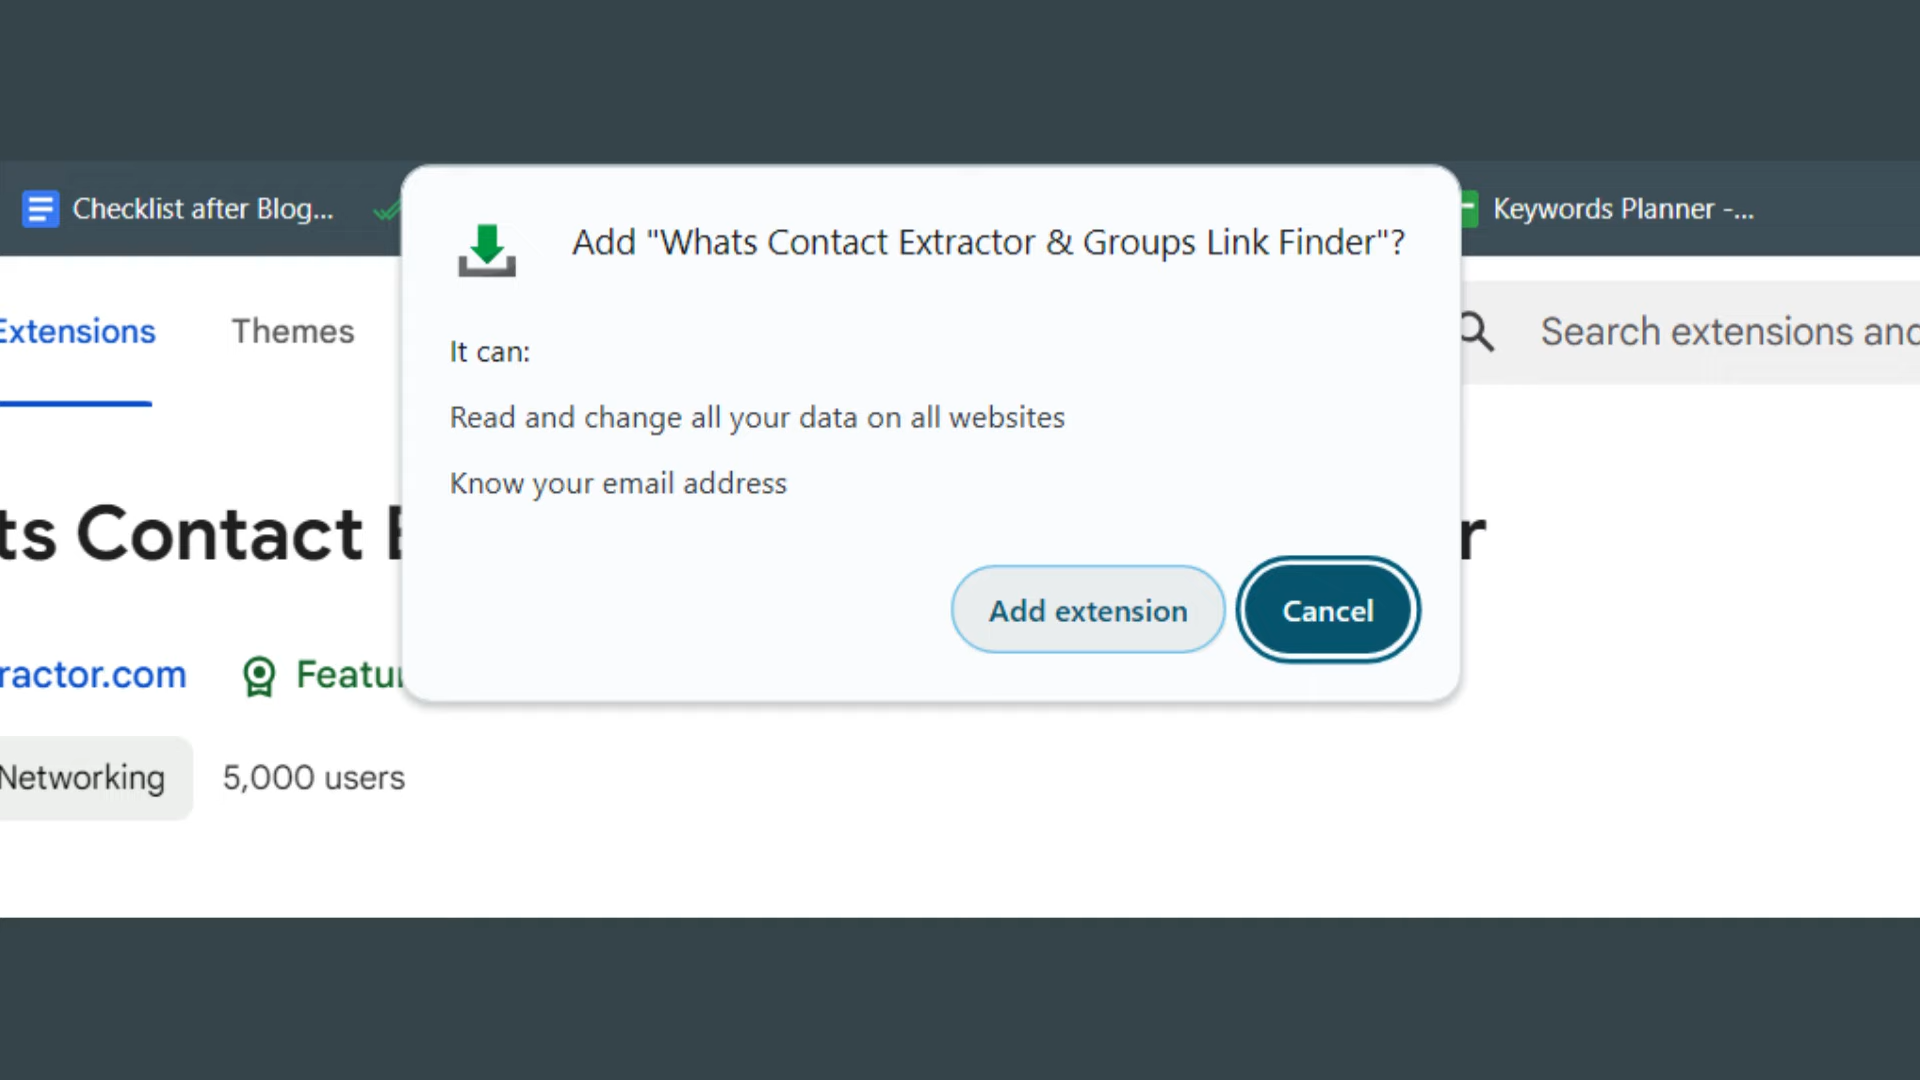 Checklist after Blog...
Keywords Planner -...
Add "Whats Contact Extractor & Groups Link Finder"?
Extensions
Themes
Search extensions and
It can:
Read and change all your data on all websites
Know your email address
ts Contact E
r
Add extension
Cancel
ractor.com
Featur
Networking
5,000 users